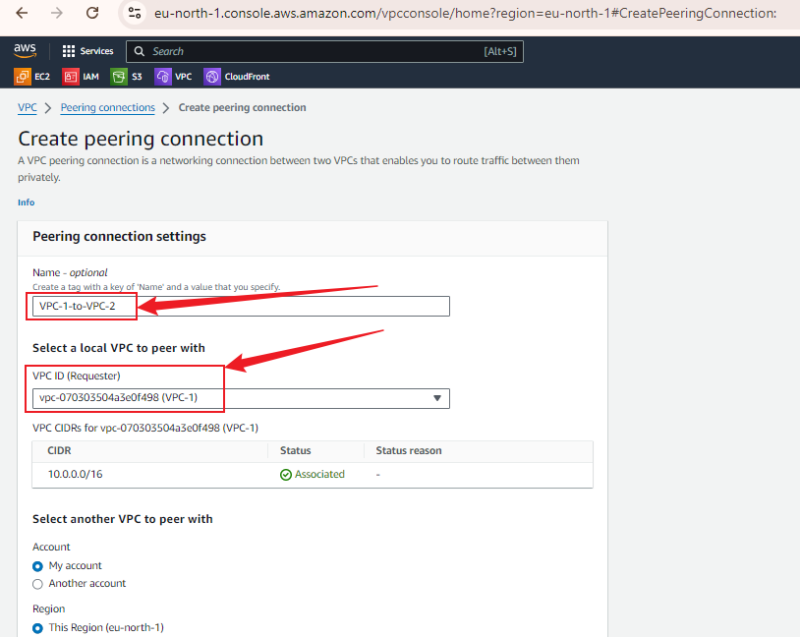 eu-north-1.console.aws.amazon.com/vpcconsole/home?region=eu-north-1#CreatePeeringConnection:
aws Services Search [Alt+S]
EC2 IAM S3 VPC CloudFront
VPC > Peering connections > Create peering connection
Create peering connection
A VPC peering connection is a networking connection between two VPCs that enables you to route traffic between them
privately.
Info
Peering connection settings
Name - optional
Create a tag with a key of 'Name' and a value that you specify.
VPC-1-to-VPC-2
Select a local VPC to peer with
VPC ID (Requester)
vpc-070303504a3e0f498 (VPC-1)
VPC CIDRs for vpc-070303504a3e0f498 (VPC-1)
CIDR Status Status reason
10.0.0.0/16 Associated -
Select another VPC to peer with
Account
My account
Another account
Region
This Region (eu-north-1)